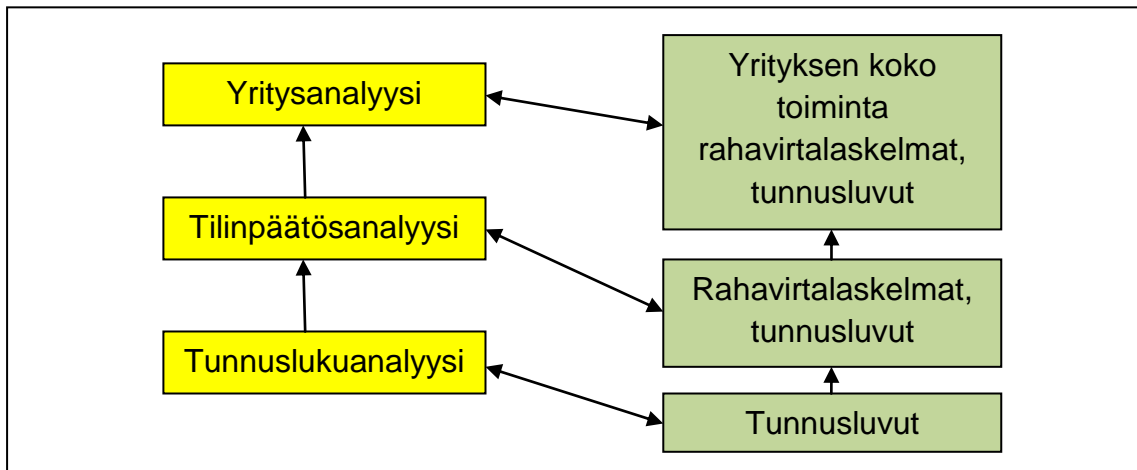 Yritysanalyysi
Yrityksen koko
toiminta
rahavirtalaskelmat,
tunnusluvut
Tilinpäätösanalyysi
Rahavirtalaskelmat,
tunnusluvut
Tunnuslukuanalyysi
Tunnusluvut